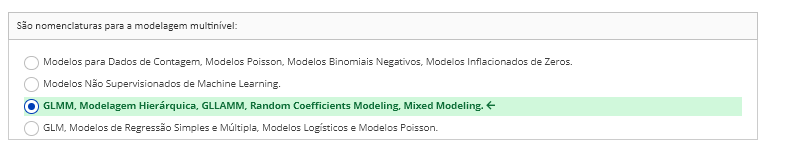 São nomenclaturas para a modelagem multinível:
Modelos para Dados de Contagem, Modelos Poisson, Modelos Binomiais Negativos, Modelos Inflacionados de Zeros.
Modelos Não Supervisionados de Machine Learning.
GLMM, Modelagem Hierárquica, GLLAMM, Random Coefficients Modeling, Mixed Modeling. ←
GLM, Modelos de Regressão Simples e Múltipla, Modelos Logísticos e Modelos Poisson.